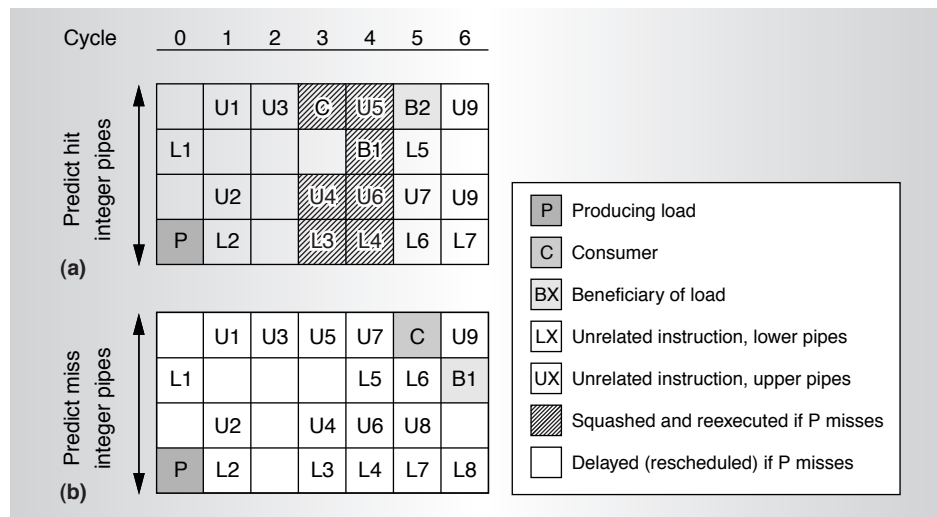 Cycle 0 1 2 3 4 5 6
Predict hit
integer pipes
U1 U3 C U5 B2 U9
L1 B1 L5
U2 U4 U6 U7 U9
P L2 L3 L4 L6 L7
(a)
Predict miss
integer pipes
U1 U3 U5 U7 C U9
L1 L5 L6 B1
U2 U4 U6 U8
P L2 L3 L4 L7 L8
(b)
P Producing load
C Consumer
BX Beneficiary of load
LX Unrelated instruction, lower pipes
UX Unrelated instruction, upper pipes
Squashed and reexecuted if P misses
Delayed (rescheduled) if P misses